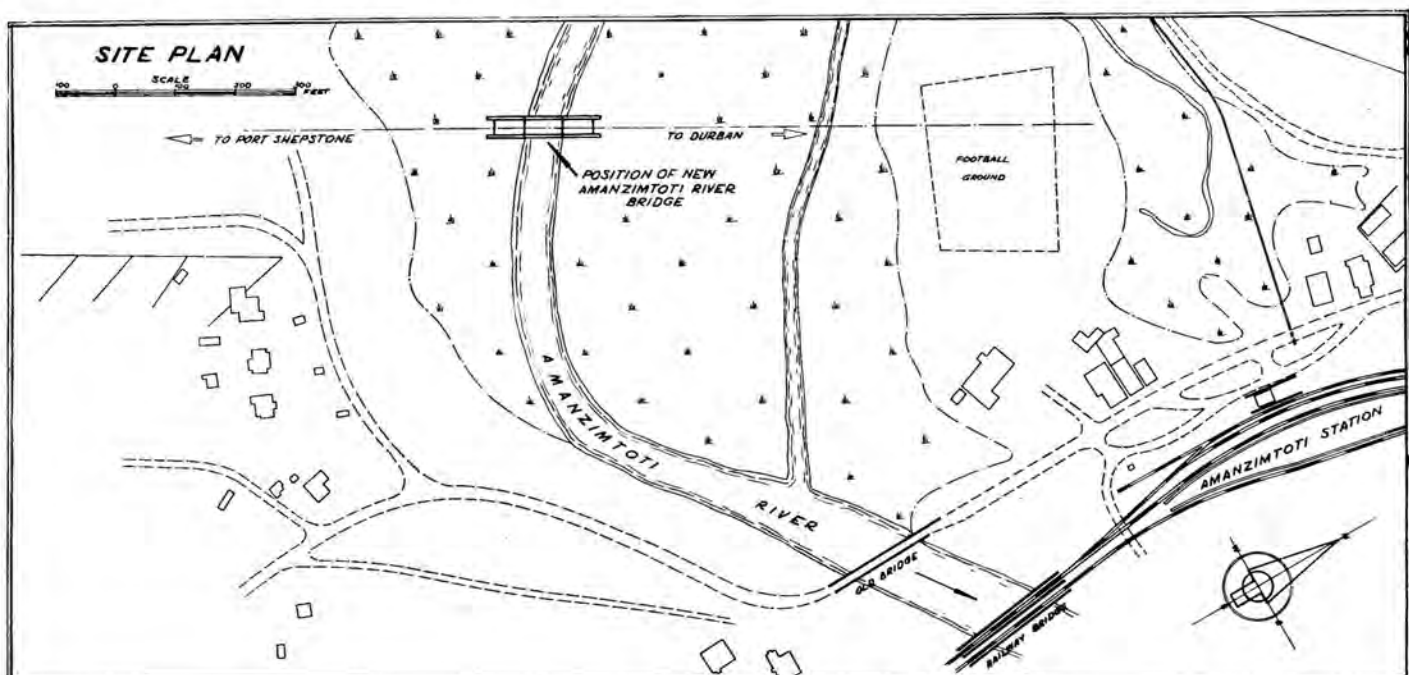 SITE PLAN
SCALE
100 0 100 200 300
FEET
TO PORT SHEPSTONE
TO DURBAN
POSITION OF NEW
AMANZIMTOTI RIVER
BRIDGE
FOOTBALL
GROUND
AMANZIMTOTI
RIVER
OLD BRIDGE
RAILWAY BRIDGE
AMANZIMTOTI STATION